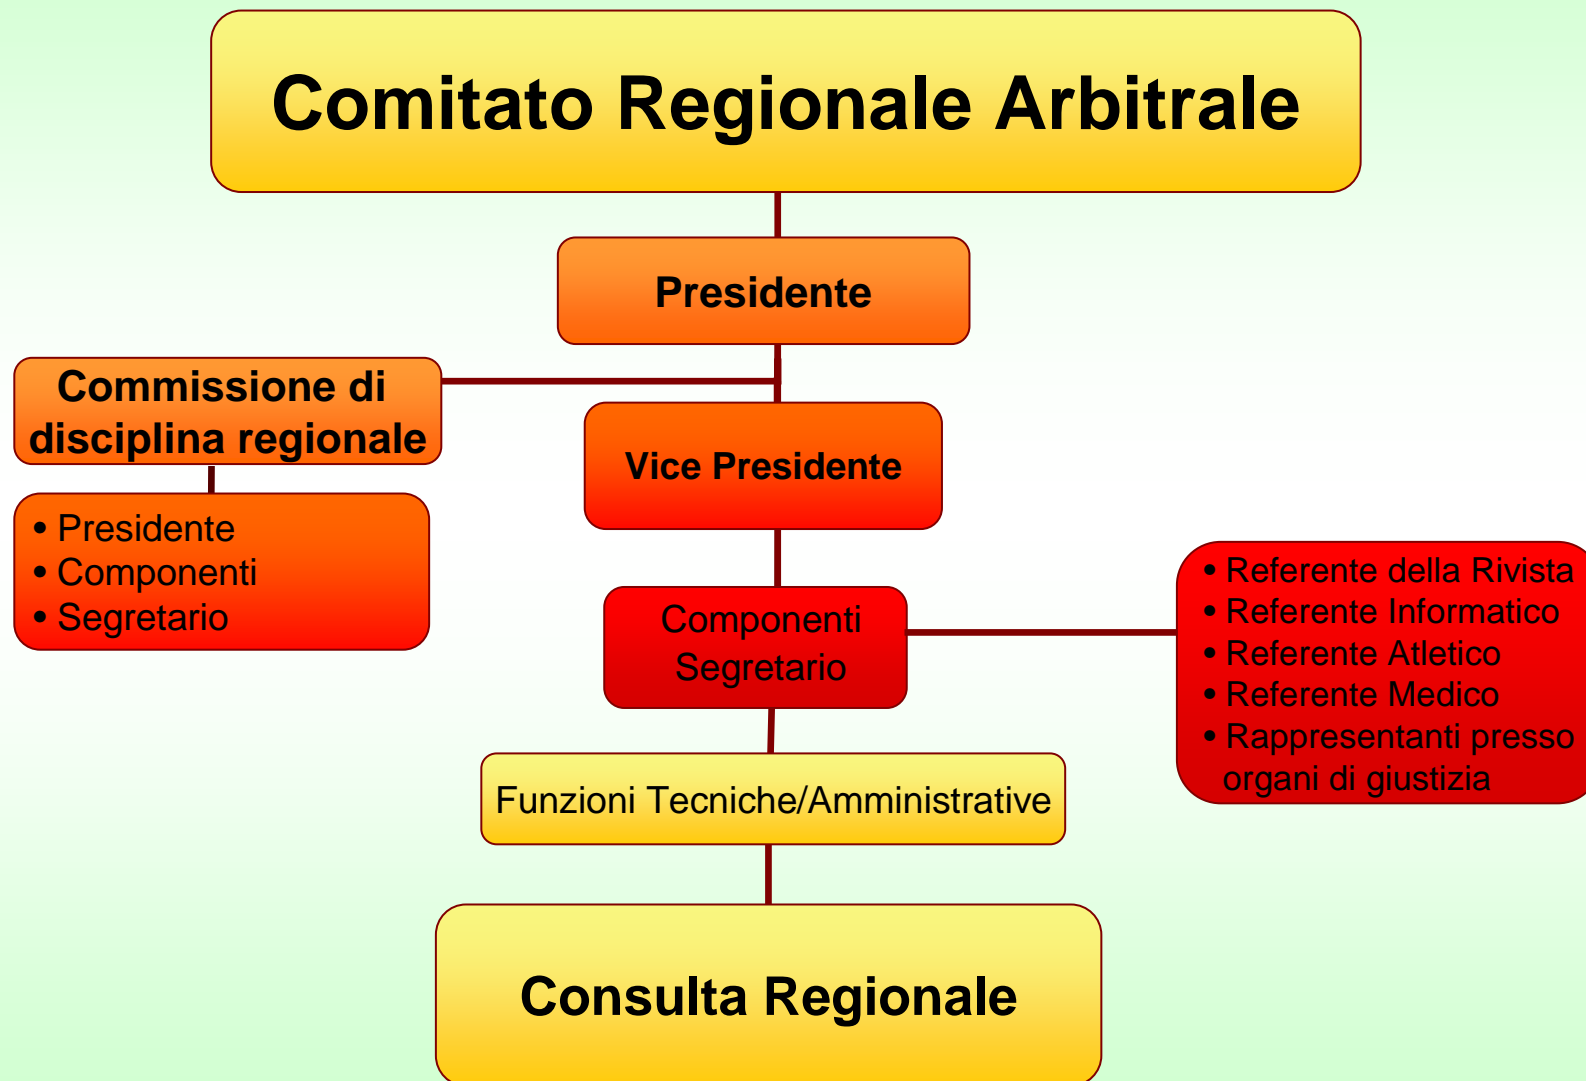 Comitato Regionale Arbitrale
Presidente
Commissione di
disciplina regionale
• Presidente
• Componenti
• Segretario
Vice Presidente
Componenti
Segretario
• Referente della Rivista
• Referente Informatico
• Referente Atletico
• Referente Medico
• Rappresentanti presso
organi di giustizia
Funzioni Tecniche/Amministrative
Consulta Regionale